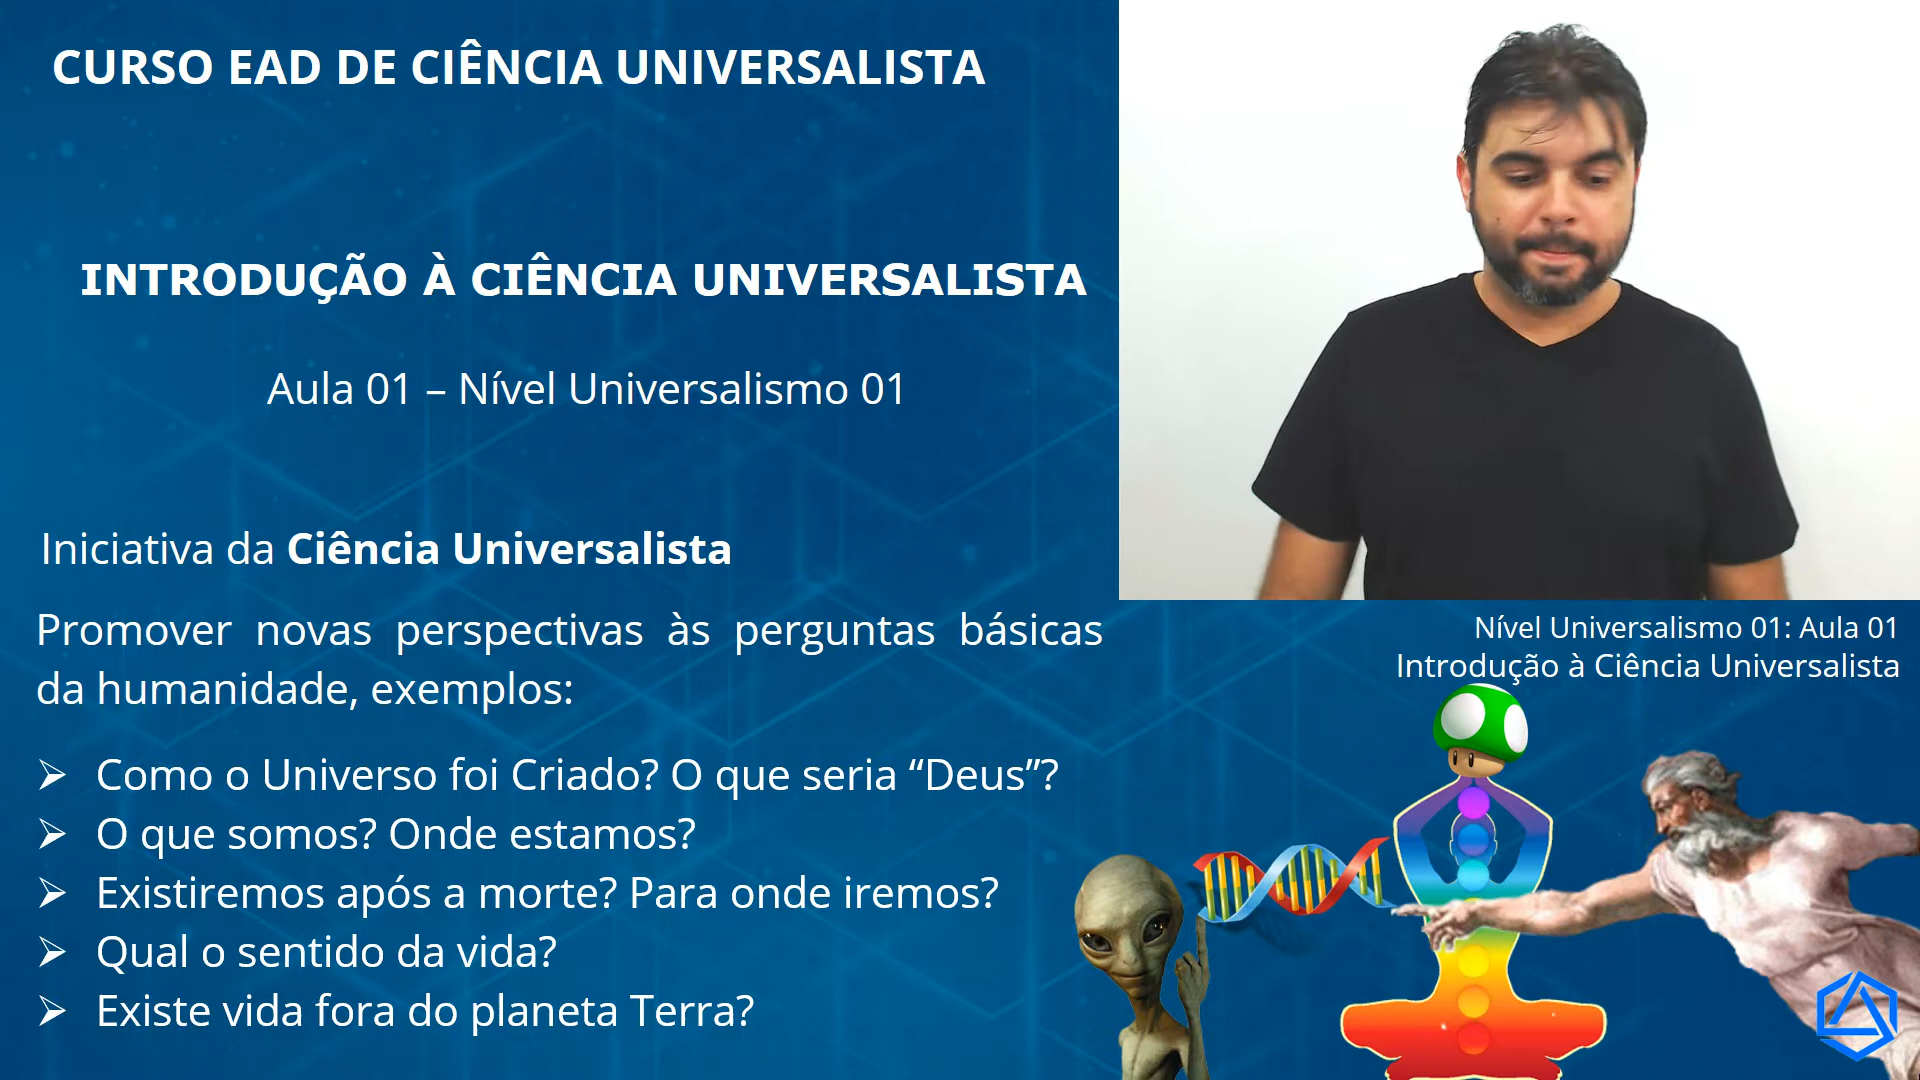 CURSO EAD DE CIÊNCIA UNIVERSALISTA
INTRODUÇÃO À CIÊNCIA UNIVERSALISTA
Aula 01 – Nível Universalismo 01
Iniciativa da Ciência Universalista
Promover novas perspectivas às perguntas básicas
da humanidade, exemplos:
➢ Como o Universo foi Criado? O que seria “Deus”?
➢ O que somos? Onde estamos?
➢ Existiremos após a morte? Para onde iremos?
➢ Qual o sentido da vida?
➢ Existe vida fora do planeta Terra?
Nível Universalismo 01: Aula 01
Introdução à Ciência Universalista